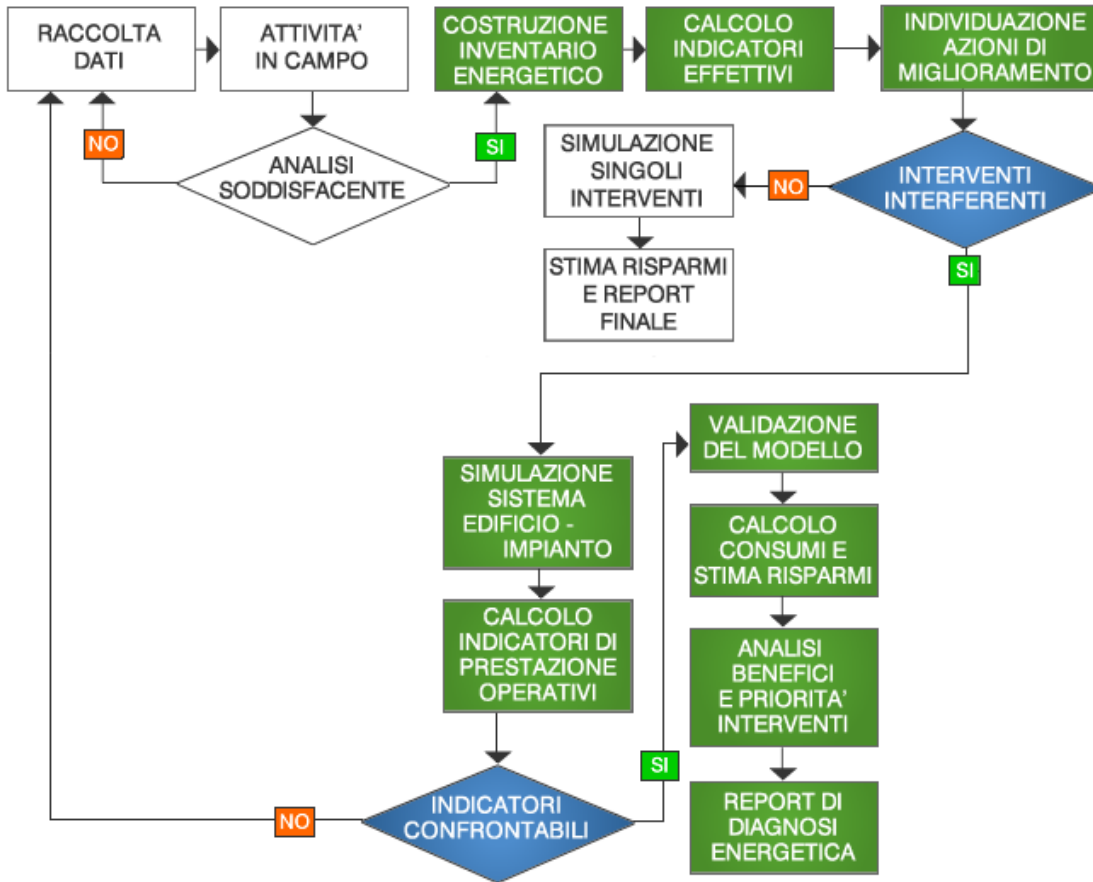 RACCOLTA
DATI
ATTIVITA'
IN CAMPO
COSTRUZIONE
INVENTARIO
ENERGETICO
CALCOLO
INDICATORI
EFFETTIVI
INDIVIDUAZIONE
AZIONI DI
MIGLIORAMENTO
NO
ANALISI
SODDISFACENTE
SI
SIMULAZIONE
SINGOLI
INTERVENTI
NO
INTERVENTI
INTERFERENTI
SI
STIMA RISPARMI
E REPORT
FINALE
SIMULAZIONE
SISTEMA
EDIFICIO -
IMPIANTO
CALCOLO
INDICATORI DI
PRESTAZIONE
OPERATIVI
INDICATORI
CONFRONTABILI
NO
SI
VALIDAZIONE
DEL MODELLO
CALCOLO
CONSUMI E
STIMA RISPARMI
ANALISI
BENEFICI
E PRIORITA'
INTERVENTI
REPORT DI
DIAGNOSI
ENERGETICA